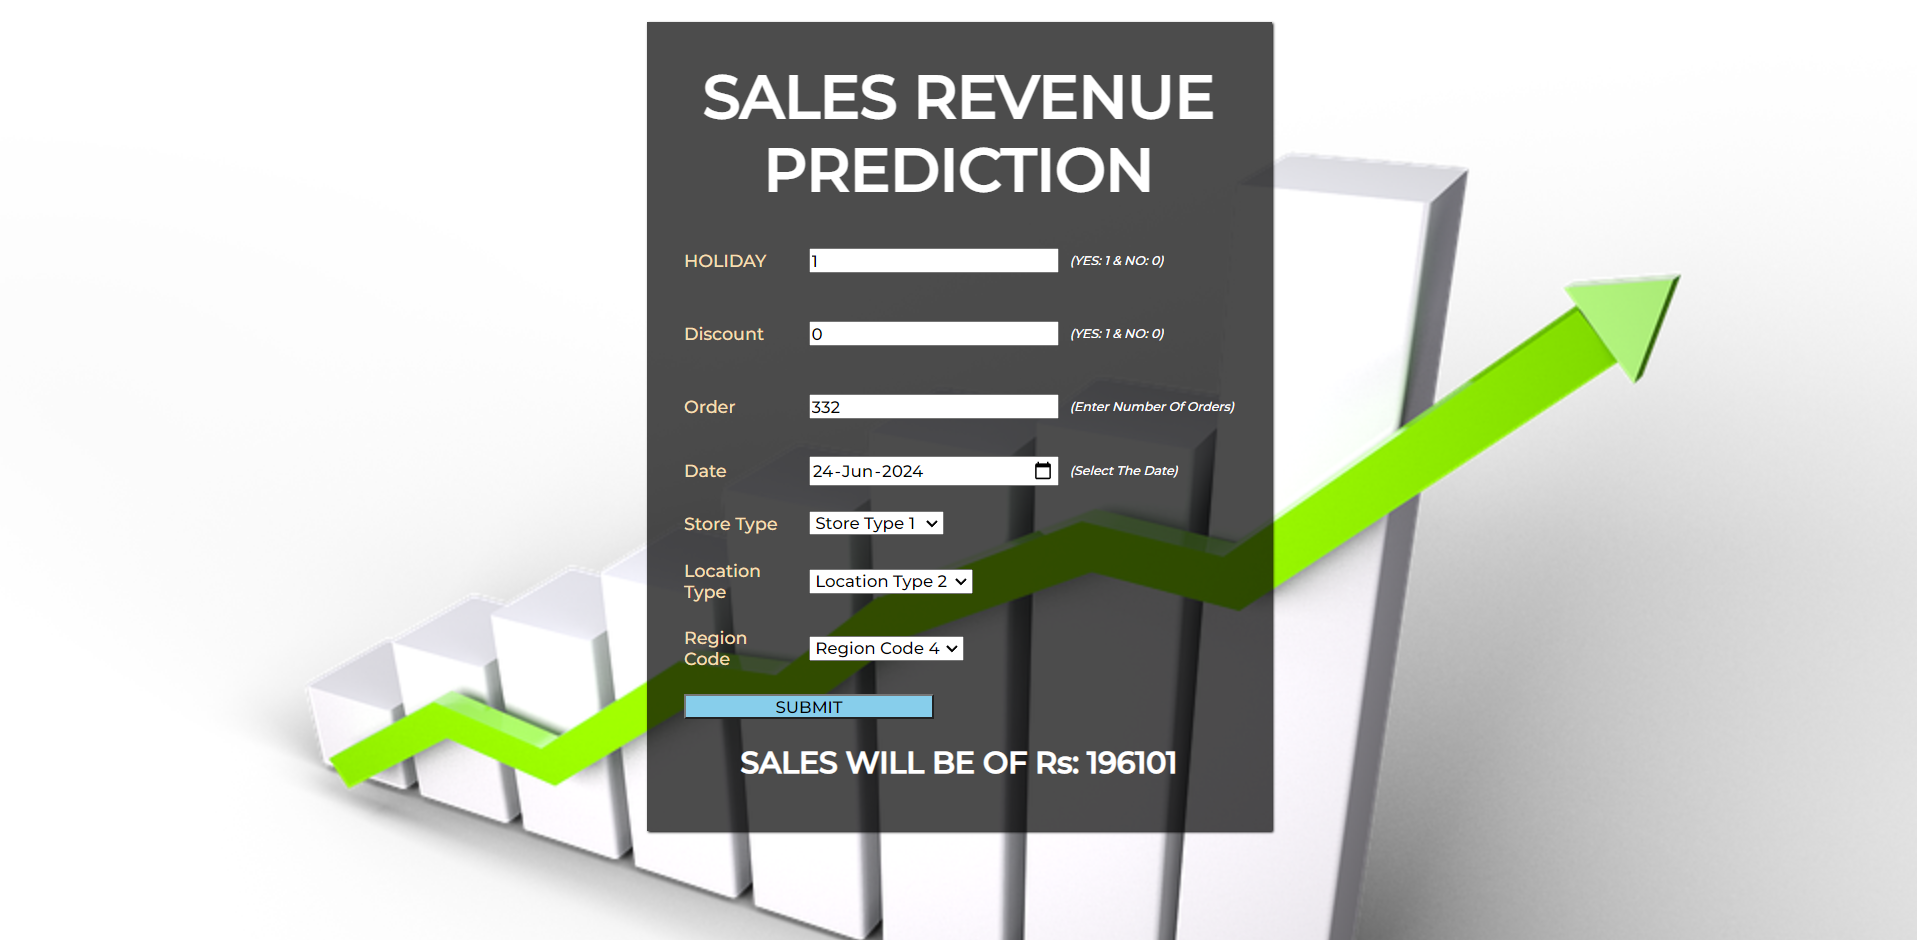 SALES REVENUE
PREDICTION
HOLIDAY 1 (YES: 1 & NO: 0)
Discount 0 (YES: 1 & NO: 0)
Order 332 (Enter Number Of Orders)
Date 24-Jun-2024 (Select The Date)
Store Type Store Type 1
Location
Type Location Type 2
Region
Code Region Code 4
SUBMIT
SALES WILL BE OF Rs: 196101